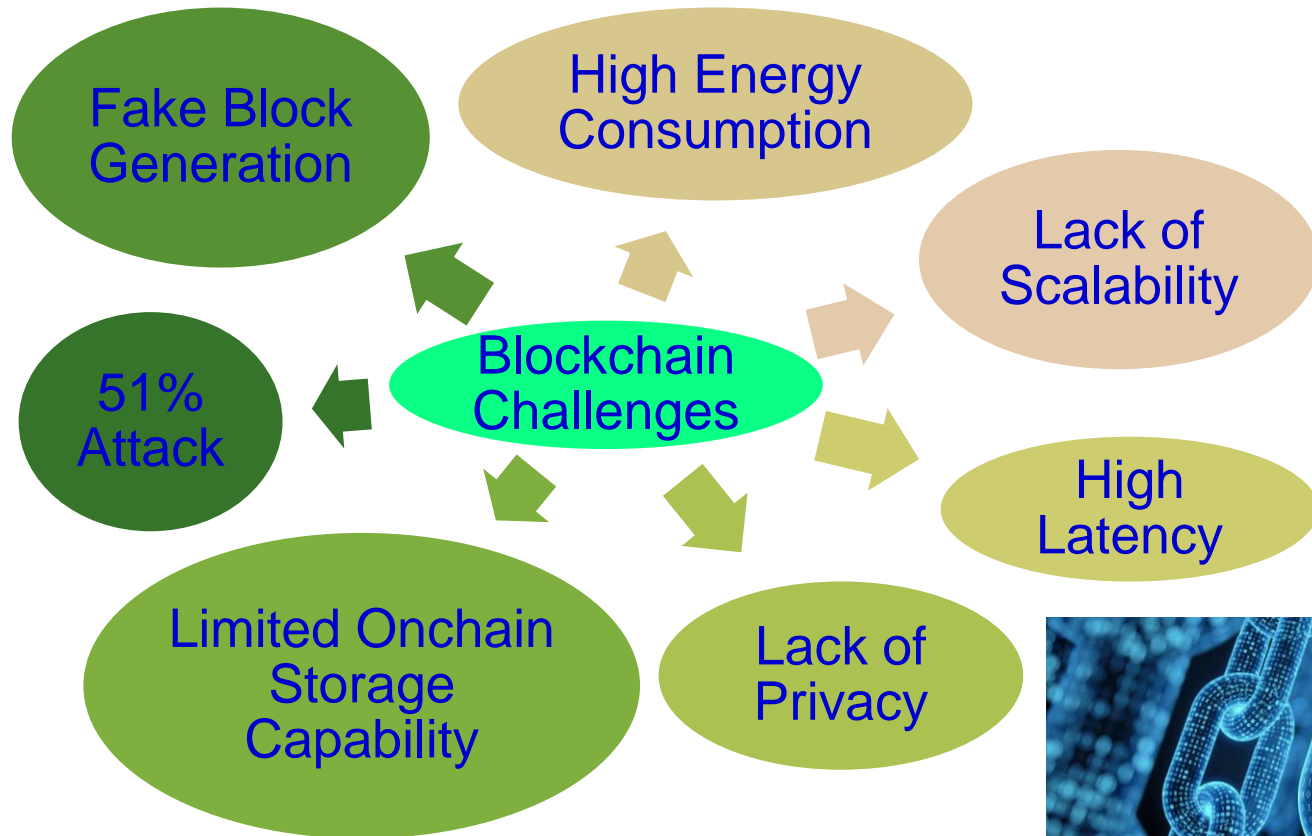 Fake Block
Generation
High Energy
Consumption
Lack of
Scalability
Blockchain
Challenges
51%
Attack
High
Latency
Limited Onchain
Storage
Capability
Lack of
Privacy